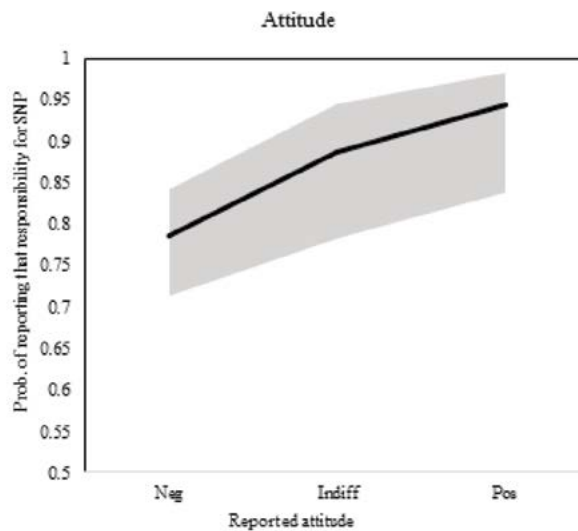 Attitude
Prob. of reporting that responsibility for SNP
1
0.95
0.9
0.85
0.8
0.75
0.7
0.65
0.6
0.55
0.5
Neg Indiff Pos
Reported attitude